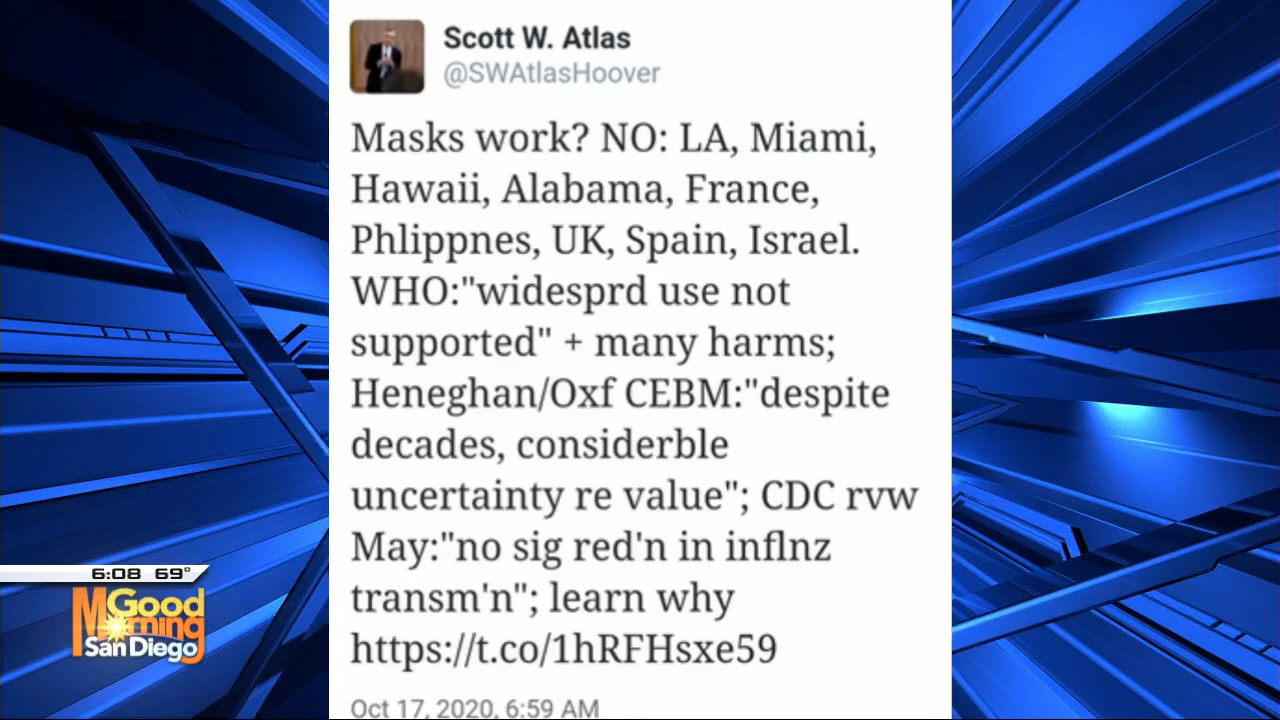 Scott W. Atlas
@SWAtlasHoover
Masks work? NO: LA, Miami,
Hawaii, Alabama, France,
Phlippnes, UK, Spain, Israel.
WHO:"widesprd use not
supported" + many harms;
Heneghan/Oxf CEBM:"despite
decades, considerble
uncertainty re value"; CDC rvw
May:"no sig red'n in inflnz
transm'n"; learn why
https://t.co/1hRFHsxe59
Oct 17, 2020, 6:59 AM
6:08 69°
Good
Morning
San Diego